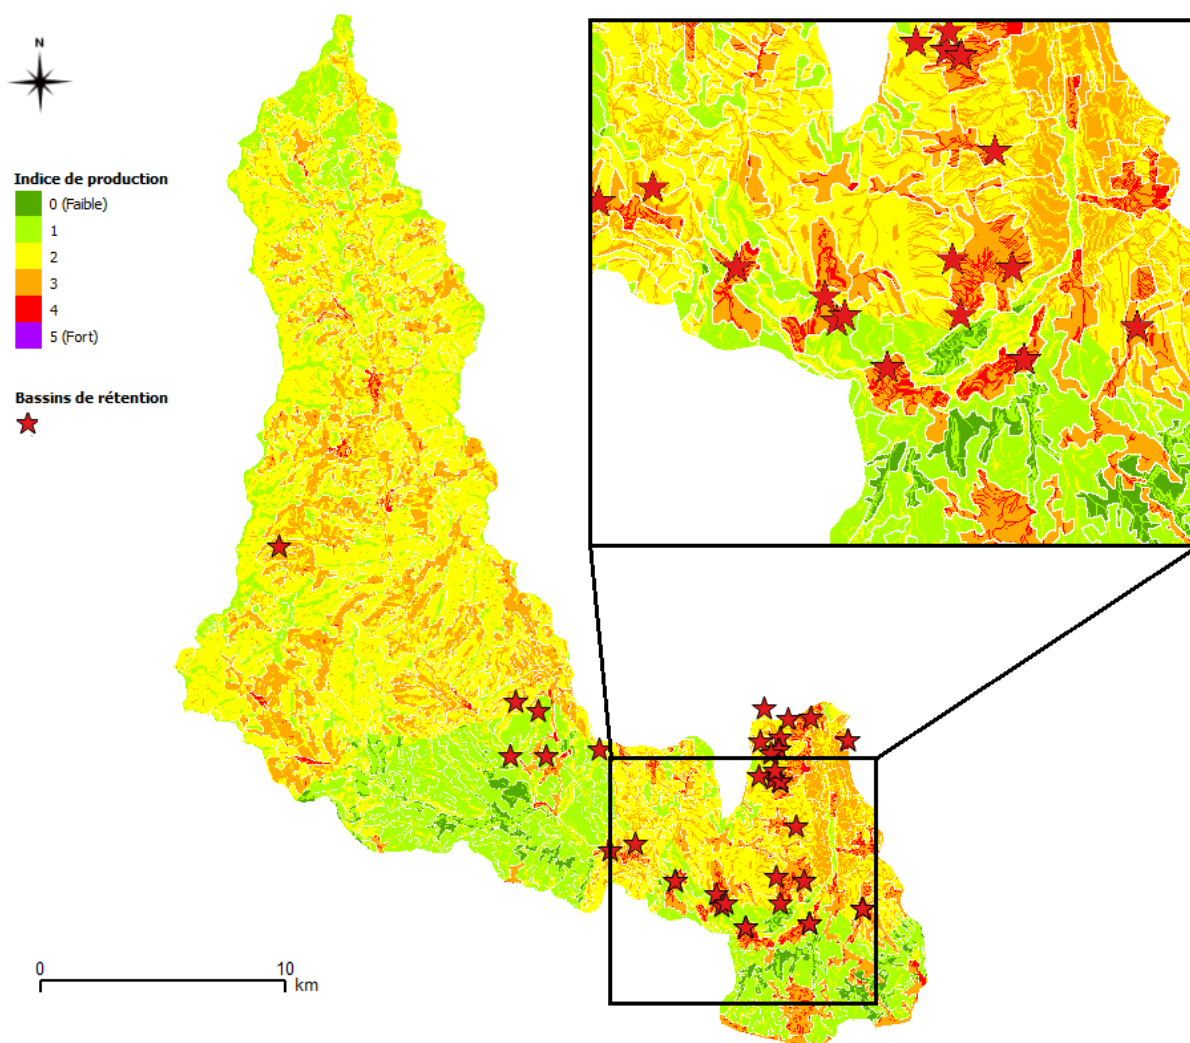 N
Indice de production
0 (Faible)
1
2
3
4
5 (Fort)
Bassins de rétention
0 10
km